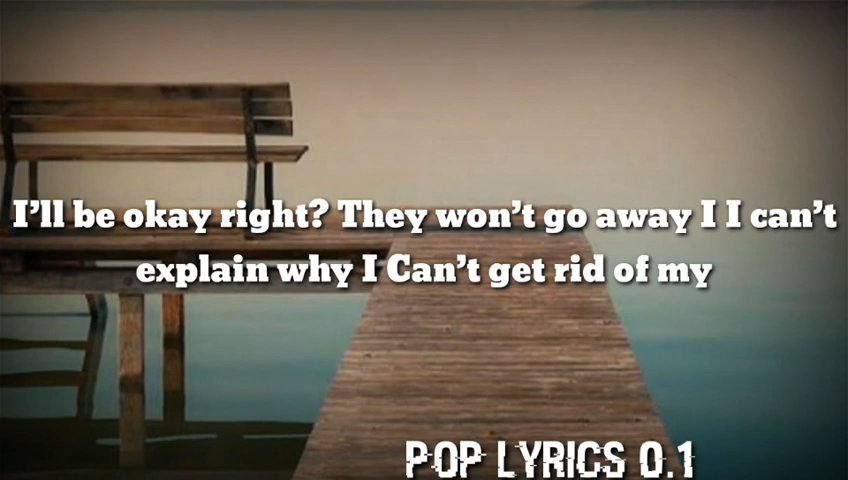 I’ll be okay right? They won’t go away I I can’t
explain why I Can’t get rid of my
POP LYRICS 0.1